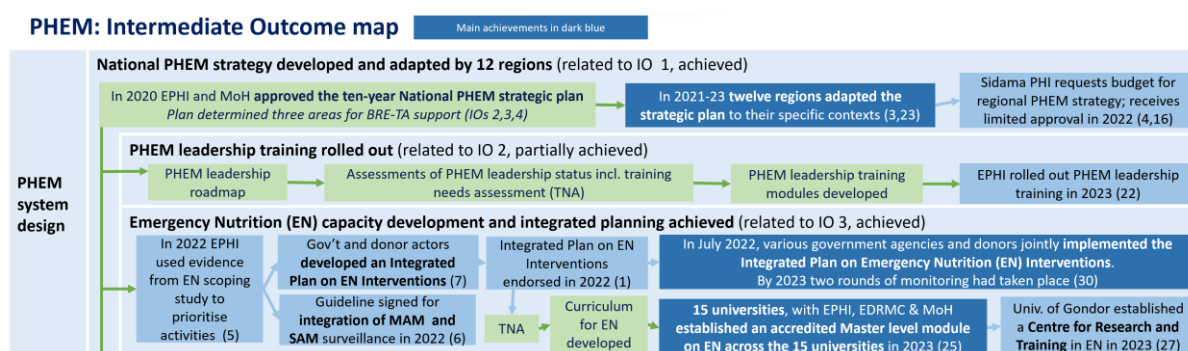 PHEM: Intermediate Outcome map
Main achievements in dark blue
PHEM
system
design
National PHEM strategy developed and adapted by 12 regions (related to IO 1, achieved)
In 2020 EPHI and MoH approved the ten-year National PHEM strategic plan
Plan determined three areas for BRE-TA support (IOs 2,3,4)
In 2021-23 twelve regions adapted the
strategic plan to their specific contexts (3,23)
Sidama PHI requests budget for
regional PHEM strategy; receives
limited approval in 2022 (4,16)
PHEM leadership training rolled out (related to IO 2, partially achieved)
PHEM leadership
roadmap
Assessments of PHEM leadership status incl. training
needs assessment (TNA)
PHEM leadership training
modules developed
EPHI rolled out PHEM leadership
training in 2023 (22)
Emergency Nutrition (EN) capacity development and integrated planning achieved (related to IO 3, achieved)
In 2022 EPHI
used evidence
from EN scoping
study to
prioritise
activities (5)
Gov't and donor actors
developed an Integrated
Plan on EN Interventions (7)
Guideline signed for
integration of MAM and
SAM surveillance in 2022 (6)
Integrated Plan on EN
Interventions
endorsed in 2022 (1)
In July 2022, various government agencies and donors jointly implemented the
Integrated Plan on Emergency Nutrition (EN) Interventions.
By 2023 two rounds of monitoring had taken place (30)
TNA
Curriculum
for EN
developed
15 universities, with EPHI, EDRMC & MoH
established an accredited Master level module
on EN across the 15 universities in 2023 (25)
Univ. of Gondor established
a Centre for Research and
Training in EN in 2023 (27)